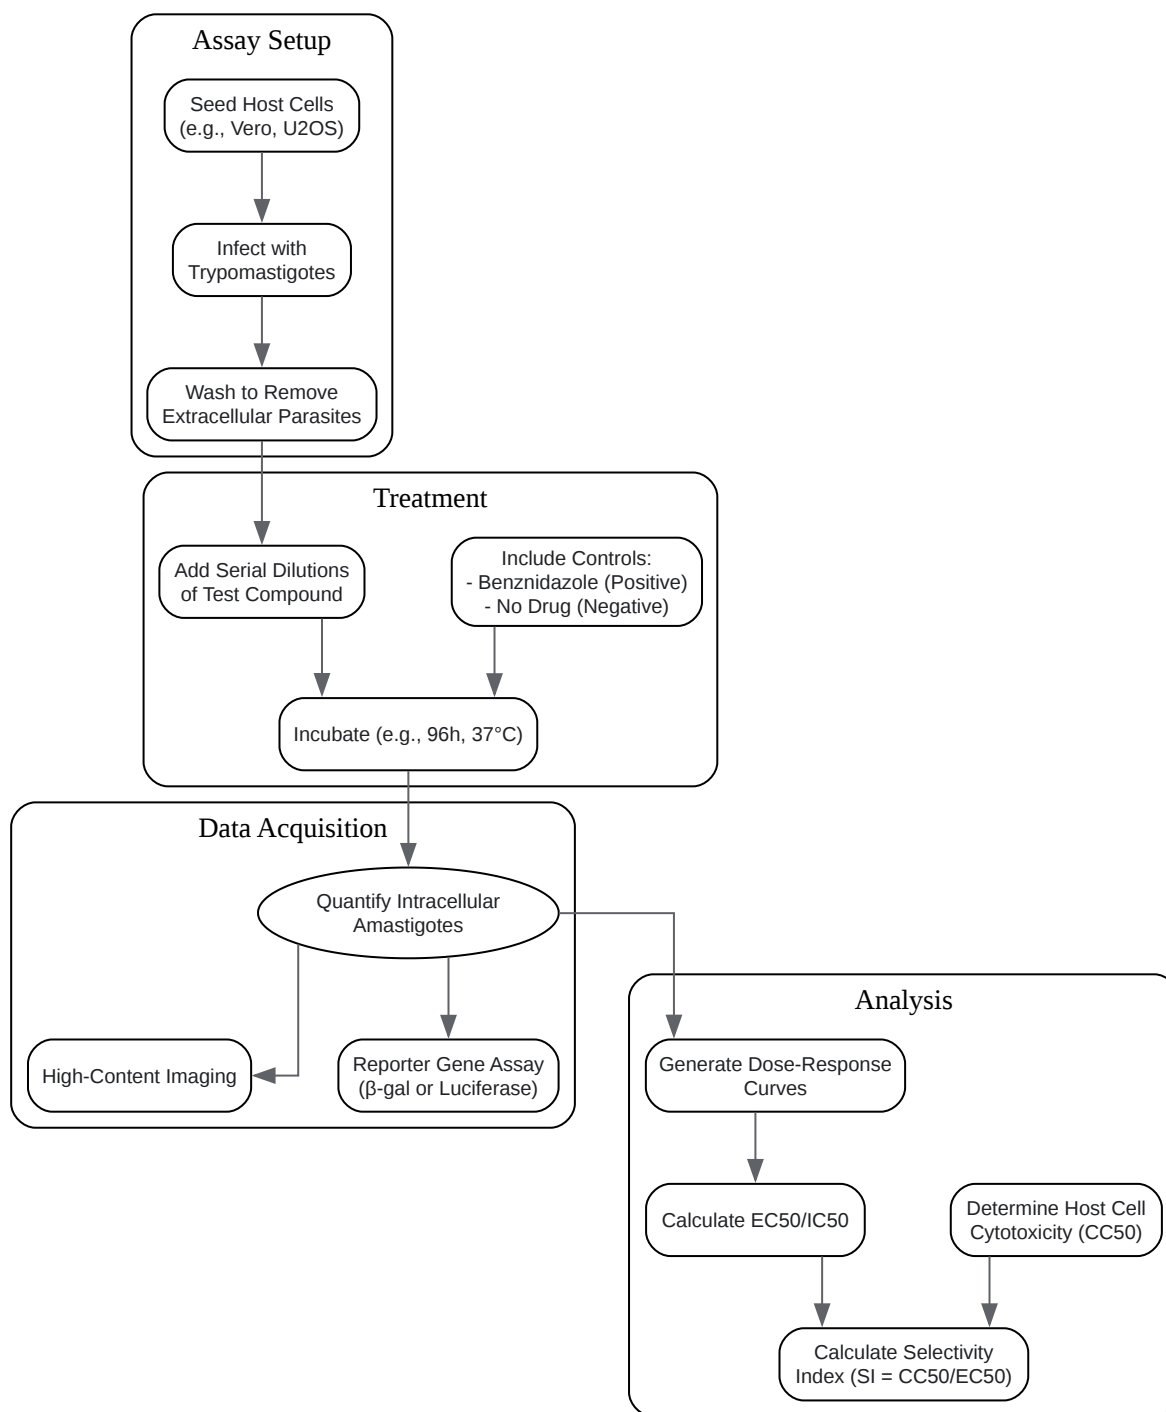 Assay Setup
Seed Host Cells
(e.g., Vero, U2OS)
Infect with
Trypomastigotes
Wash to Remove
Extracellular Parasites
Treatment
Add Serial Dilutions
of Test Compound
Include Controls:
- Benznidazole (Positive)
- No Drug (Negative)
Incubate (e.g., 96h, 37°C)
Data Acquisition
Quantify Intracellular
Amastigotes
High-Content Imaging
Reporter Gene Assay
(β-gal or Luciferase)
Analysis
Generate Dose-Response
Curves
Calculate EC50/IC50
Determine Host Cell
Cytotoxicity (CC50)
Calculate Selectivity
Index (SI = CC50/EC50)